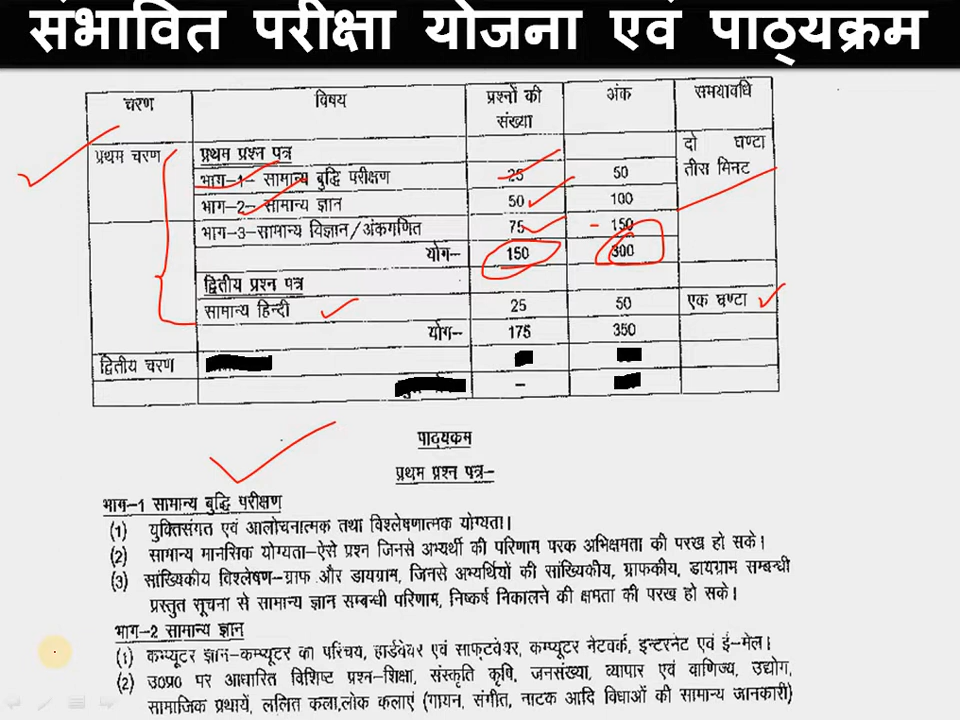 संभावित परीक्षा योजना एवं पाठ्यक्रम
चरण विषय प्रश्नों की संख्या अंक समयावधि
प्रथम चरण प्रथम प्रश्न पत्र दो घण्टा तीस मिनट
भाग-1- सामान्य बुद्धि परीक्षण 25 50
भाग-2- सामान्य ज्ञान 50 100
भाग-3-सामान्य विज्ञान/अंकगणित 75 150
योग- 150 300
द्वितीय प्रश्न पत्र
सामान्य हिन्दी 25 50 एक घण्टा
योग- 175 350
द्वितीय चरण
-
पाठ्यकम
प्रथम प्रश्न पत्र-
भाग-1 सामान्य बुद्धि परीक्षण
(1) युक्तिसंगत एवं आलोचनात्मक तथा विश्लेषणात्मक योग्यता।
(2) सामान्य मानसिक योग्यता-ऐसे प्रश्न जिनसे अभ्यर्थी की परिणाम परक अभिक्षमता की परख हो सके।
(3) सांख्यिकीय विश्लेषण-ग्राफ और डायग्राम, जिनसे अभ्यर्थियों की सांख्यिकीय, ग्राफकीय, डायग्राम सम्बन्धी
प्रस्तुत सूचना से सामान्य ज्ञान सम्बन्धी परिणाम, निष्कर्ष निकालने की क्षमता की परख हो सके।
भाग-2 सामान्य ज्ञान
(1) कम्प्यूटर ज्ञान-कम्प्यूटर का परिचय, हार्डवेयर एवं साफ्टवेयर, कम्प्यूटर नेटवर्क, इन्टरनेट एवं ई-मेल।
(2) उ0प्र0 पर आधारित विशिष्ट प्रश्न-शिक्षा, संस्कृति कृषि, जनसंख्या, व्यापार एवं वाणिज्य, उद्योग,
सामाजिक प्रथायें, ललित कला,लोक कलाएं (गायन, संगीत, नाटक आदि विधाओं की सामान्य जानकारी)